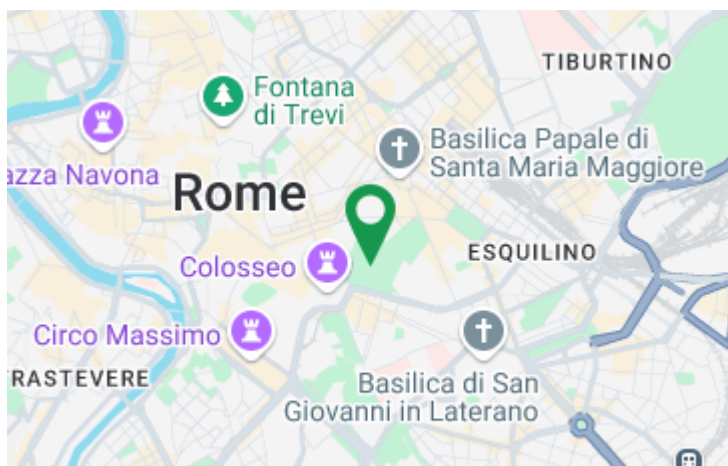 TIBURTINO
Fontana
di Trevi
Basilica Papale di
Santa Maria Maggiore
azza Navona
Rome
ESQUILINO
Colosseo
Circo Massimo
RASTEVERE
Basilica di San
Giovanni in Laterano